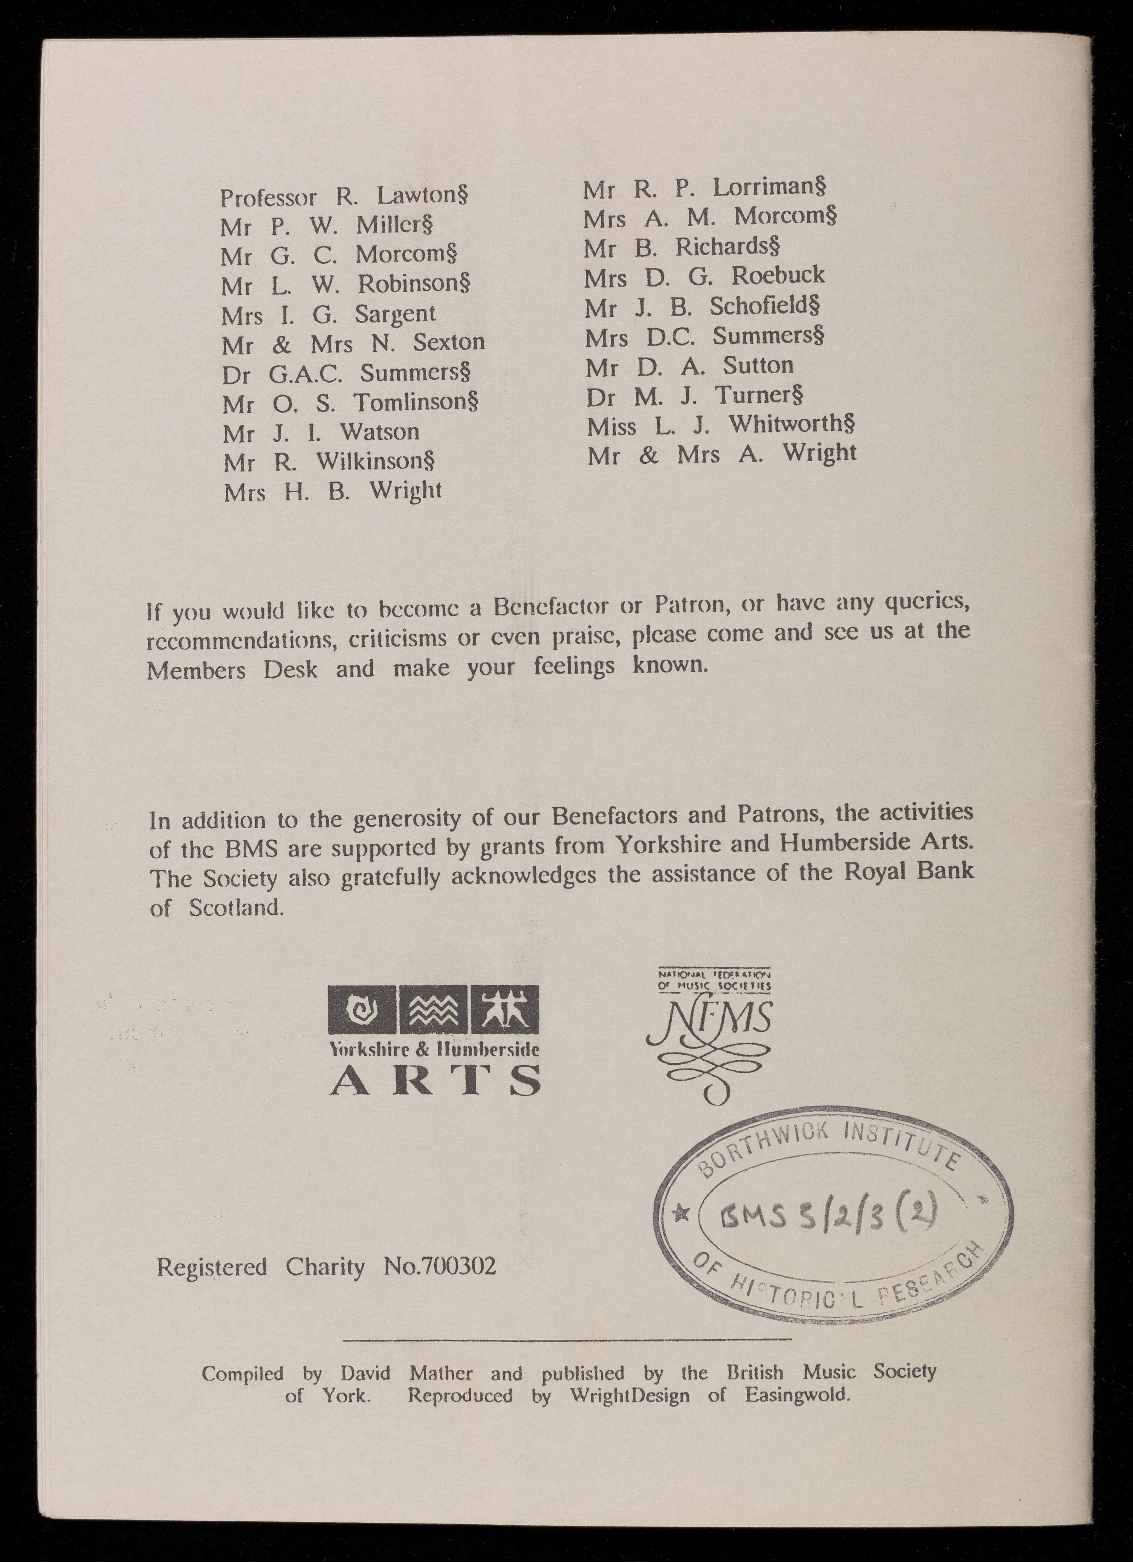 Professor R. Lawton§
Mr P. W. Miller§
Mr G. C. Morcom§
Mr L. W. Robinson§
Mrs I. G. Sargent
Mr & Mrs N. Sexton
Dr G.A.C. Summers§
Mr O. S. Tomlinson§
Mr J. I. Watson
Mr R. Wilkinson§
Mrs H. B. Wright
Mr R. P. Lorriman§
Mrs A. M. Morcom§
Mr B. Richards§
Mrs D. G. Roebuck
Mr J. B. Schofield§
Mrs D.C. Summers§
Mr D. A. Sutton
Dr M. J. Turner§
Miss L. J. Whitworth§
Mr & Mrs A. Wright
If you would like to become a Benefactor or Patron, or have any queries,
recommendations, criticisms or even praise, please come and see us at the
Members Desk and make your feelings known.
In addition to the generosity of our Benefactors and Patrons, the activities
of the BMS are supported by grants from Yorkshire and Humberside Arts.
The Society also gratefully acknowledges the assistance of the Royal Bank
of Scotland.
Yorkshire & Humberside
ARTS
NATIONAL FEDERATION
OF MUSIC SOCIETIES
NFMS
BORTHWICK INSTITUTE
BMS 3/2/3 (2)
OF HISTORICAL RESEARCH
Registered Charity No.700302
Compiled by David Mather and published by the British Music Society
of York. Reproduced by WrightDesign of Easingwold.